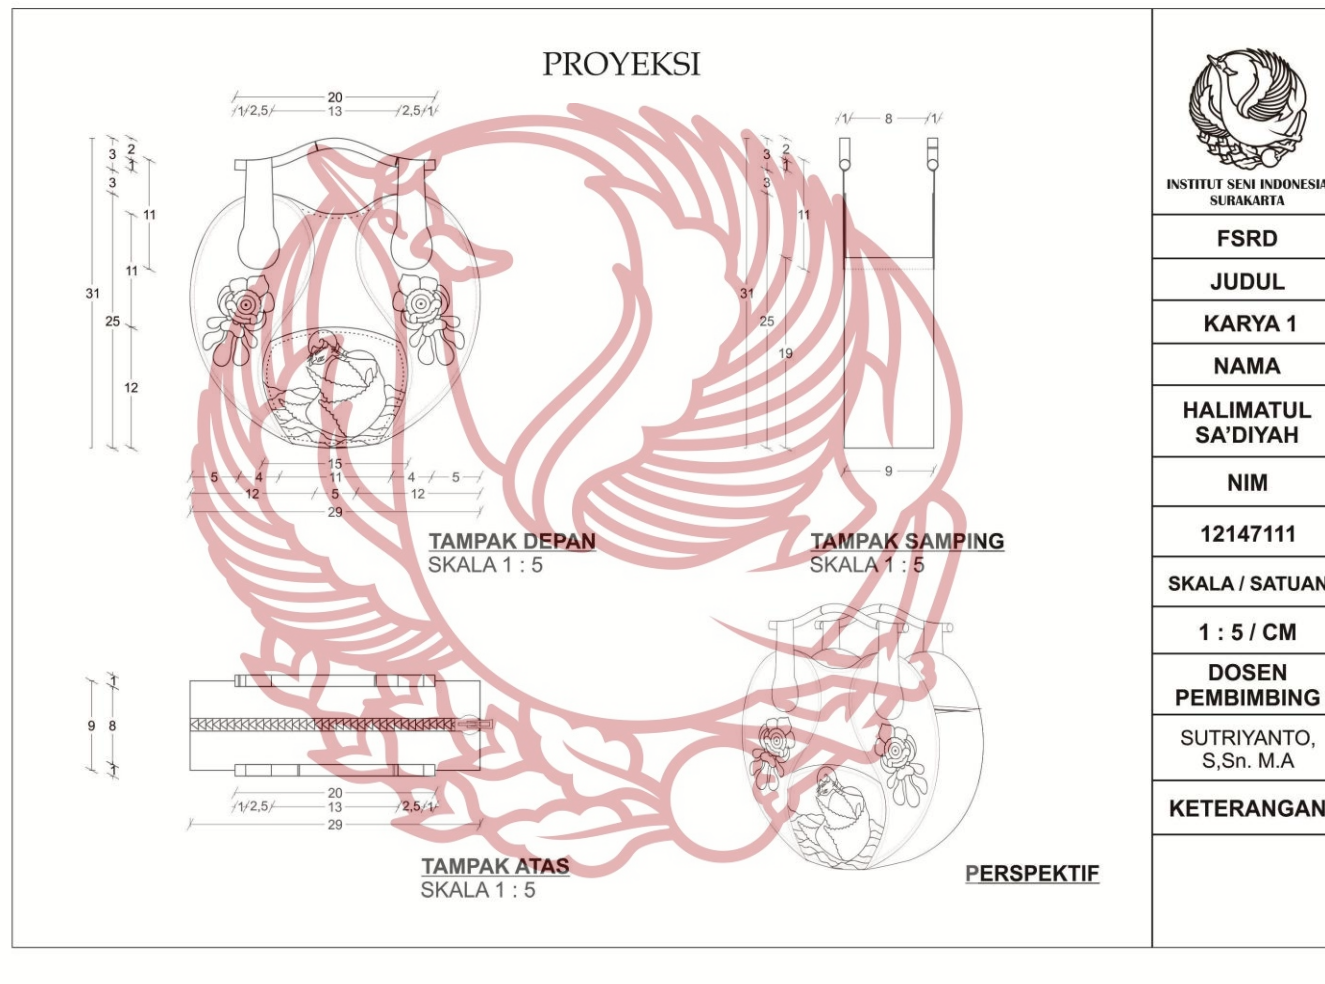 PROYEKSI
20
1 2,5 13 2,5 1
3 2
1
3
11
11
31
25
12
15
5 4 11 4 5
12 5 12
29
TAMPAK DEPAN
SKALA 1 : 5
1 8 1
3 2
1
3
11
31
25
19
9
TAMPAK SAMPING
SKALA 1 : 5
1
9 8
1
20
1 2,5 13 2,5 1
29
TAMPAK ATAS
SKALA 1 : 5
PERSPEKTIF
INSTITUT SENI INDONESIA
SURAKARTA
FSRD
JUDUL
KARYA 1
NAMA
HALIMATUL
SA’DIYAH
NIM
12147111
SKALA / SATUAN
1 : 5 / CM
DOSEN
PEMBIMBING
SUTRIYANTO,
S,Sn. M.A
KETERANGAN